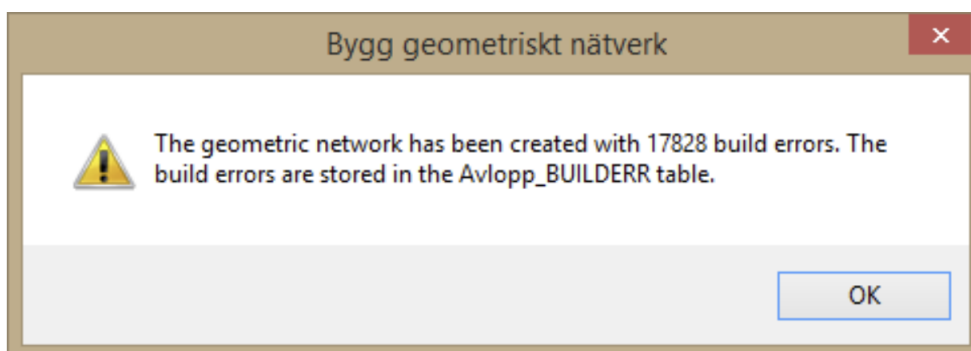 Bygg geometriskt nätverk
The geometric network has been created with 17828 build errors. The
build errors are stored in the Avlopp_BUILDERR table.
OK